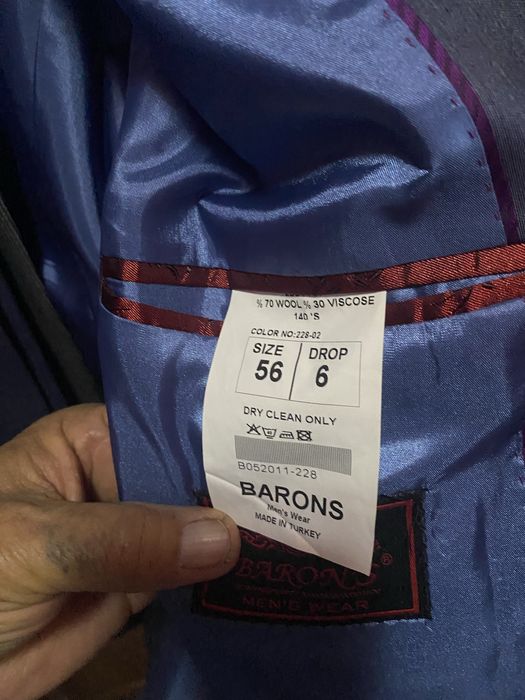 % 70 WOOL % 30 VISCOSE
140 'S
COLOR NO:228-02
SIZE DROP
56 6
DRY CLEAN ONLY
B052011-228
BARONS
Men's Wear
MADE IN TURKEY
BARONS®
MEN'S WEAR